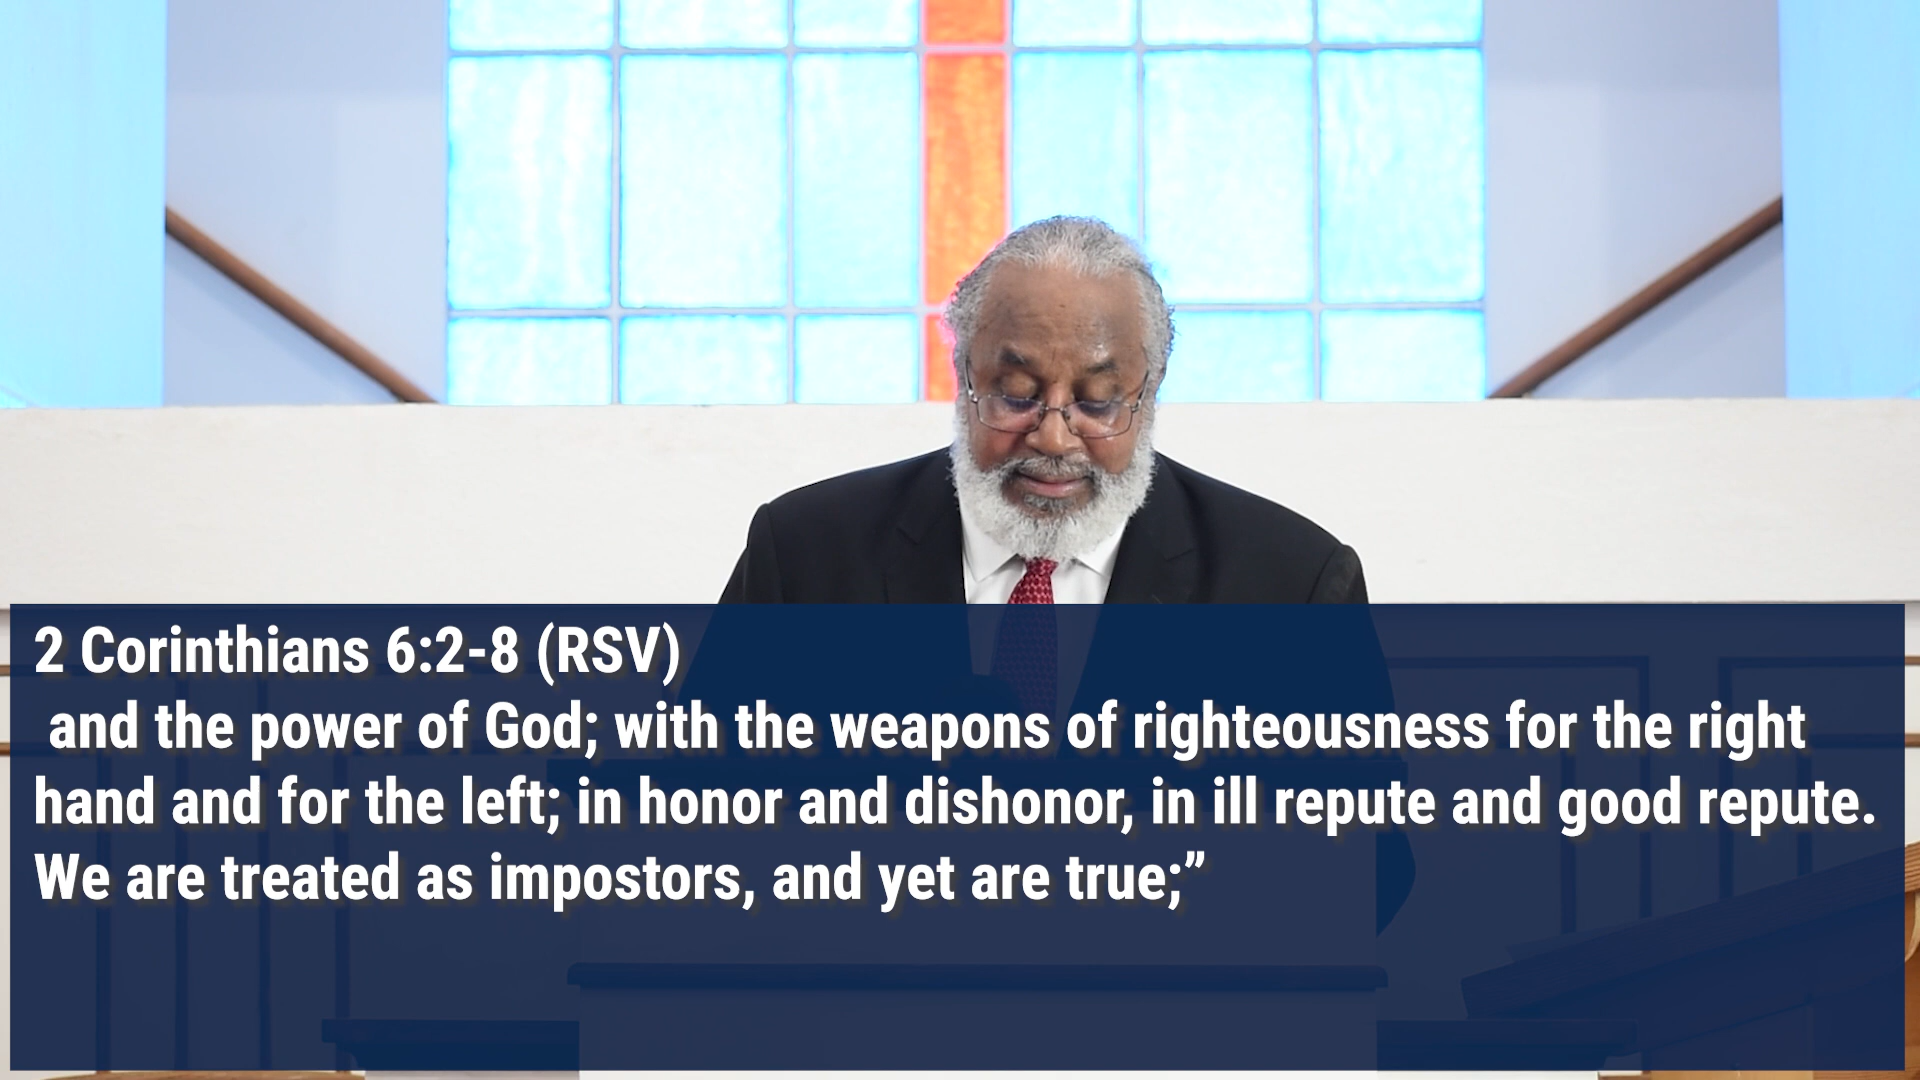 2 Corinthians 6:2-8 (RSV)
and the power of God; with the weapons of righteousness for the right
hand and for the left; in honor and dishonor, in ill repute and good repute.
We are treated as impostors, and yet are true;”